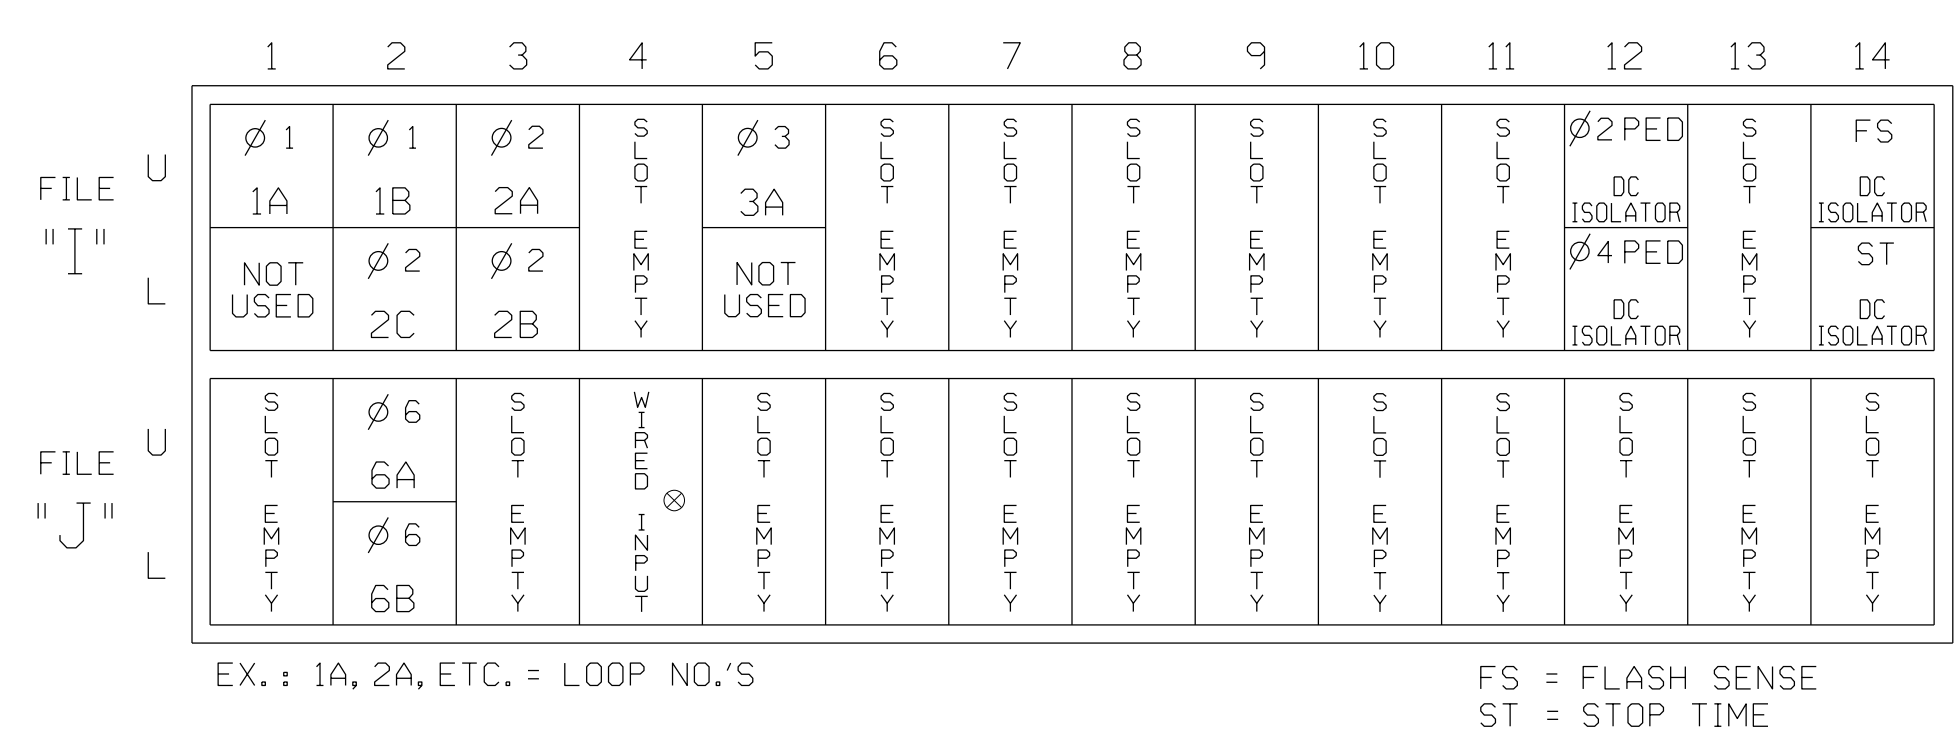 1 2 3 4 5 6 7 8 9 10 11 12 13 14
FILE
"I"
U
L
Ø 1
1A
NOT
USED
Ø 1
1B
Ø 2
2C
Ø 2
2A
Ø 2
2B
SLOT EMPTY
Ø 3
3A
NOT
USED
SLOT EMPTY
SLOT EMPTY
SLOT EMPTY
SLOT EMPTY
SLOT EMPTY
SLOT EMPTY
Ø2 PED
DC
ISOLATOR
Ø4 PED
DC
ISOLATOR
SLOT EMPTY
FS
DC
ISOLATOR
ST
DC
ISOLATOR
FILE
"J"
U
L
SLOT EMPTY
Ø 6
6A
Ø 6
6B
SLOT EMPTY
WIRED INPUT
⊗
SLOT EMPTY
SLOT EMPTY
SLOT EMPTY
SLOT EMPTY
SLOT EMPTY
SLOT EMPTY
SLOT EMPTY
SLOT EMPTY
SLOT EMPTY
SLOT EMPTY
EX.: 1A, 2A, ETC. = LOOP NO.'S
FS = FLASH SENSE
ST = STOP TIME